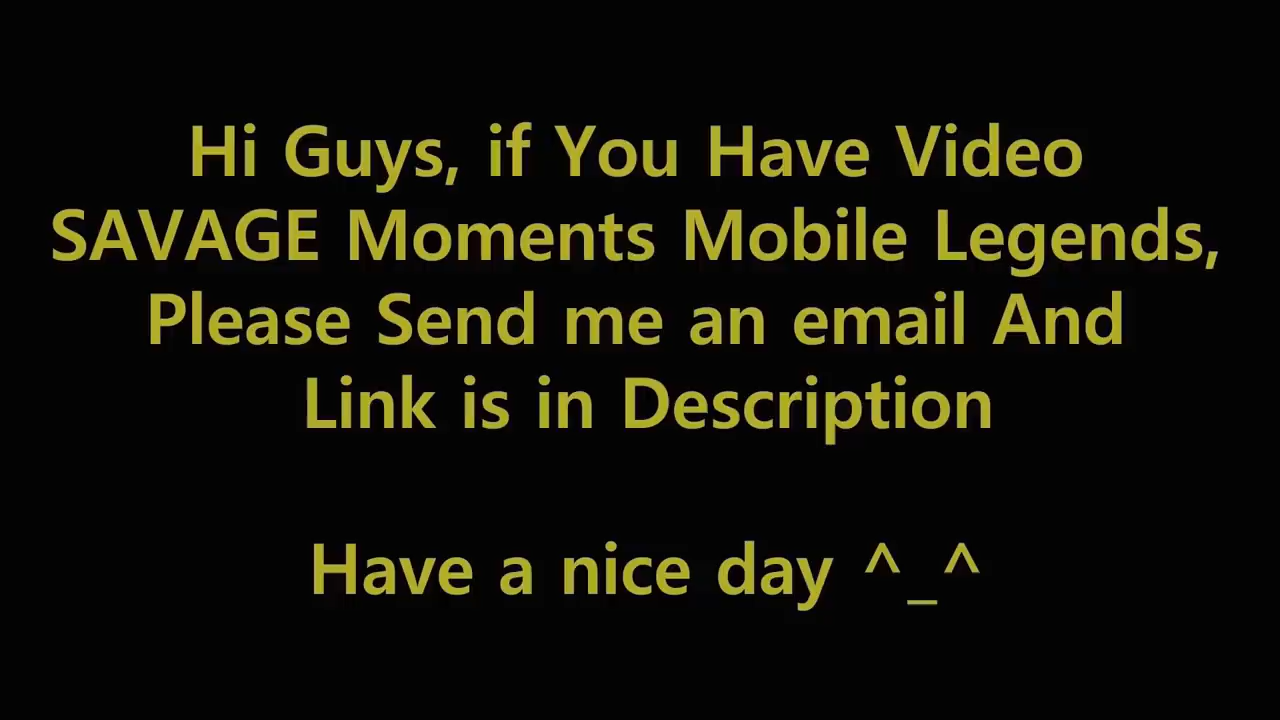 Hi Guys, if You Have Video
SAVAGE Moments Mobile Legends,
Please Send me an email And
Link is in Description
Have a nice day ^_^